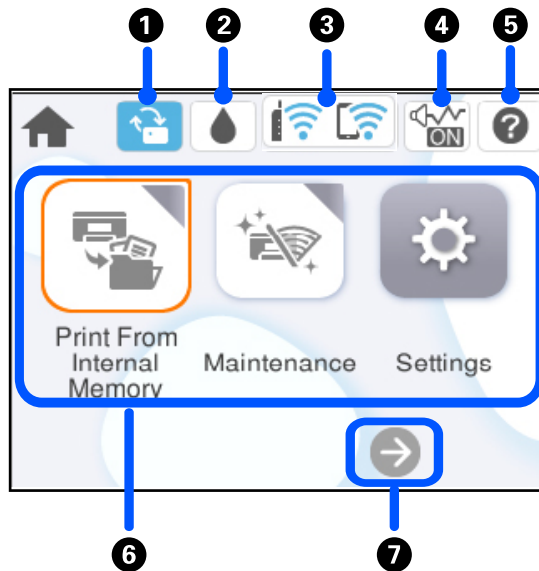 1 2 3 4 5
ON ?
Print From
Internal
Memory
Maintenance
Settings
6 7